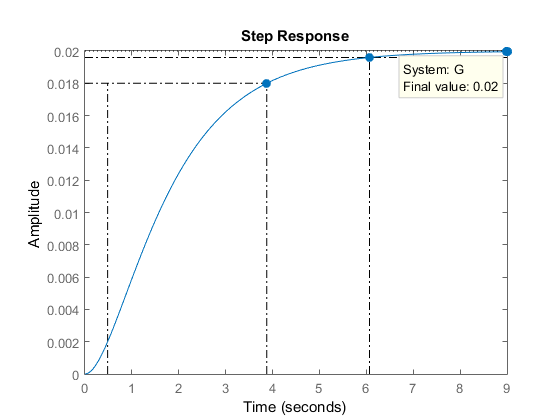 Step Response
System: G
Final value: 0.02
Amplitude
0.02
0.018
0.016
0.014
0.012
0.01
0.008
0.006
0.004
0.002
0
0 1 2 3 4 5 6 7 8 9
Time (seconds)